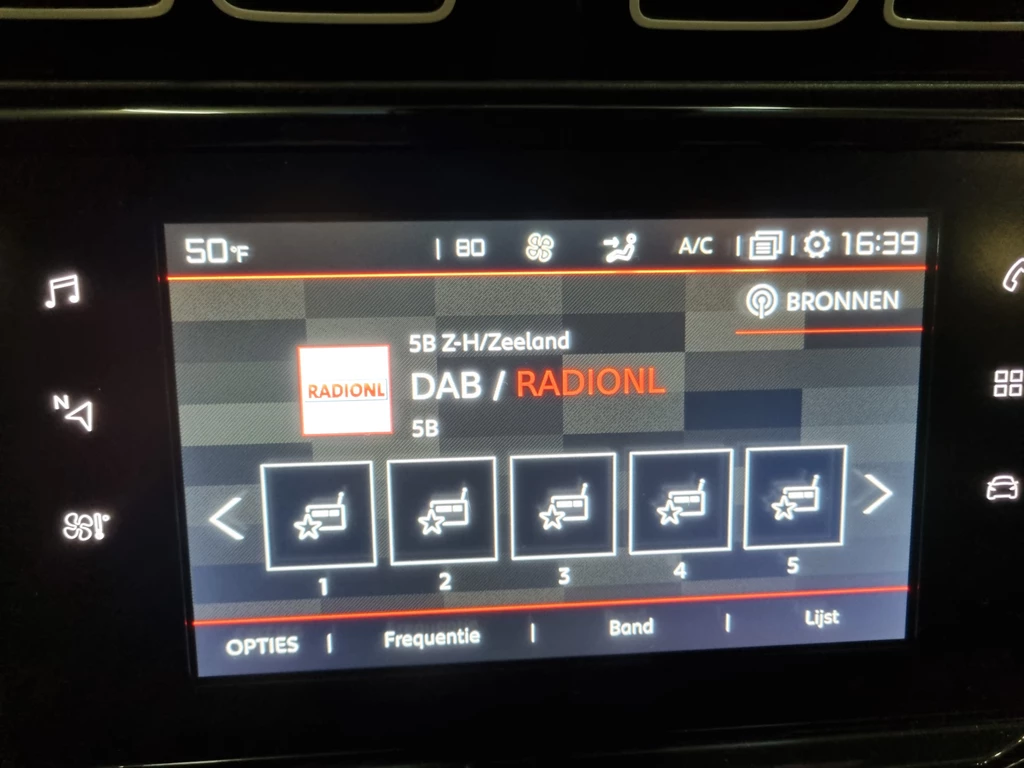 50°F | 80 A/C | | 16:39
BRONNEN
5B Z-H/Zeeland
RADIONL
DAB / RADIONL
5B
N
1 2 3 4 5
OPTIES | Frequentie | Band | Lijst